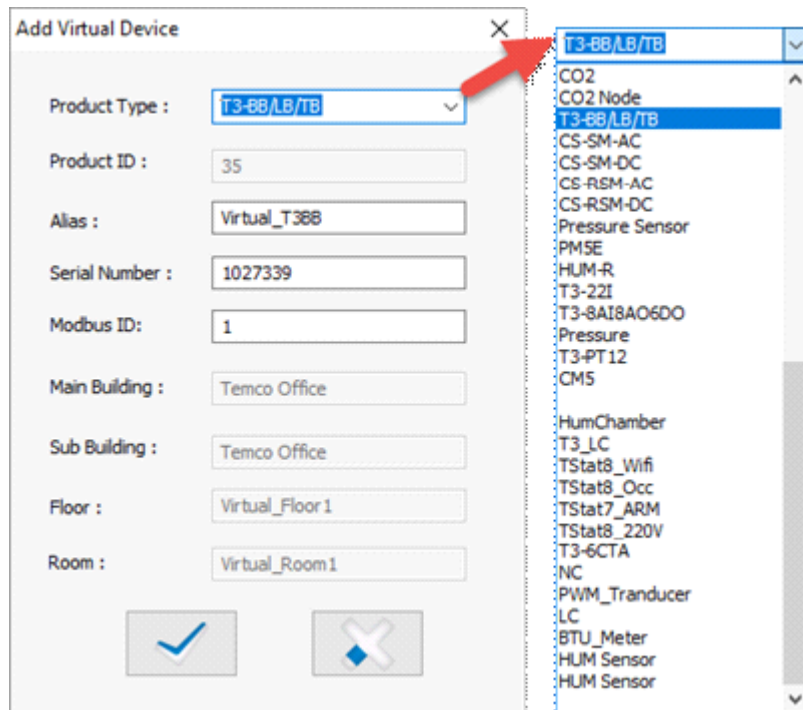 Add Virtual Device
Product Type : T3-BB/LB/TB
Product ID : 35
Alias : Virtual_T3BB
Serial Number : 1027339
Modbus ID: 1
Main Building : Temco Office
Sub Building : Temco Office
Floor : Virtual_Floor1
Room : Virtual_Room1
T3-BB/LB/TB
CO2
CO2 Node
T3-BB/LB/TB
CS-SM-AC
CS-SM-DC
CS-RSM-AC
CS-RSM-DC
Pressure Sensor
PM5E
HUM-R
T3-22I
T3-8AI8AO6DO
Pressure
T3-PT12
CM5
HumChamber
T3_LC
TStat8_Wifi
TStat8_Occ
TStat7_ARM
TStat8_220V
T3-6CTA
NC
PWM_Tranducer
LC
BTU_Meter
HUM Sensor
HUM Sensor